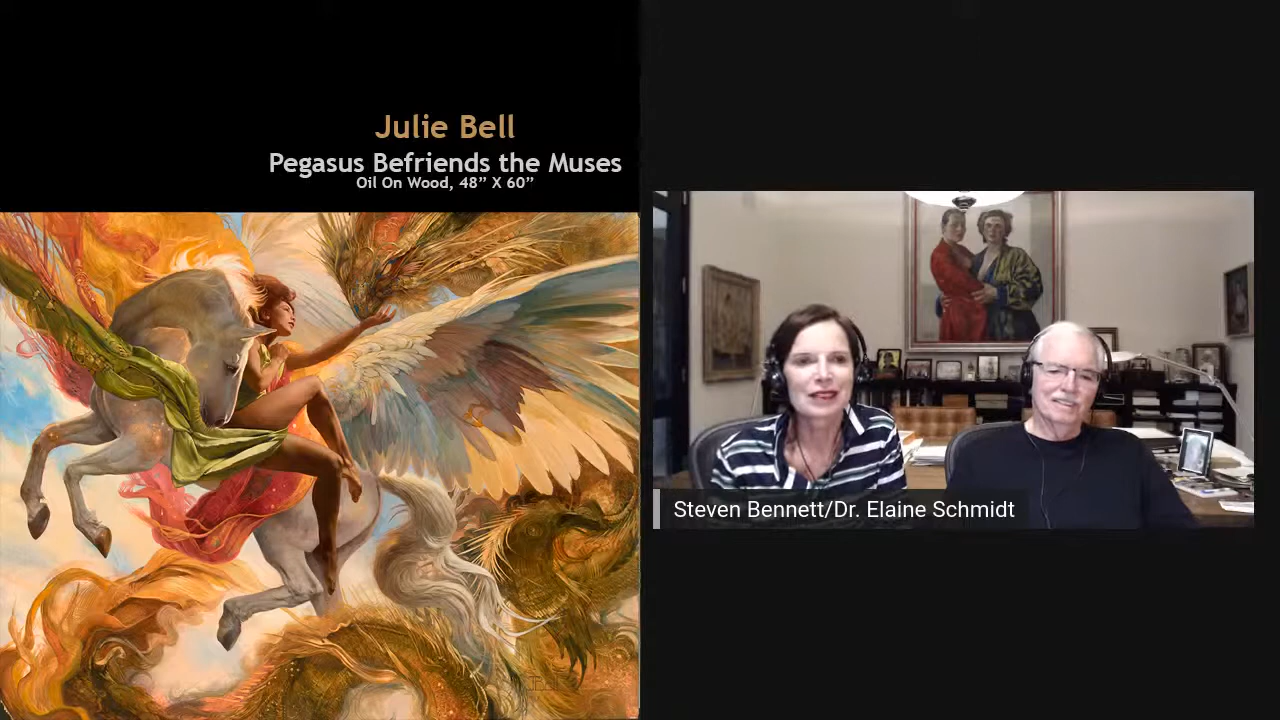 Julie Bell
Pegasus Befriends the Muses
Oil On Wood, 48” X 60”
Steven Bennett/Dr. Elaine Schmidt